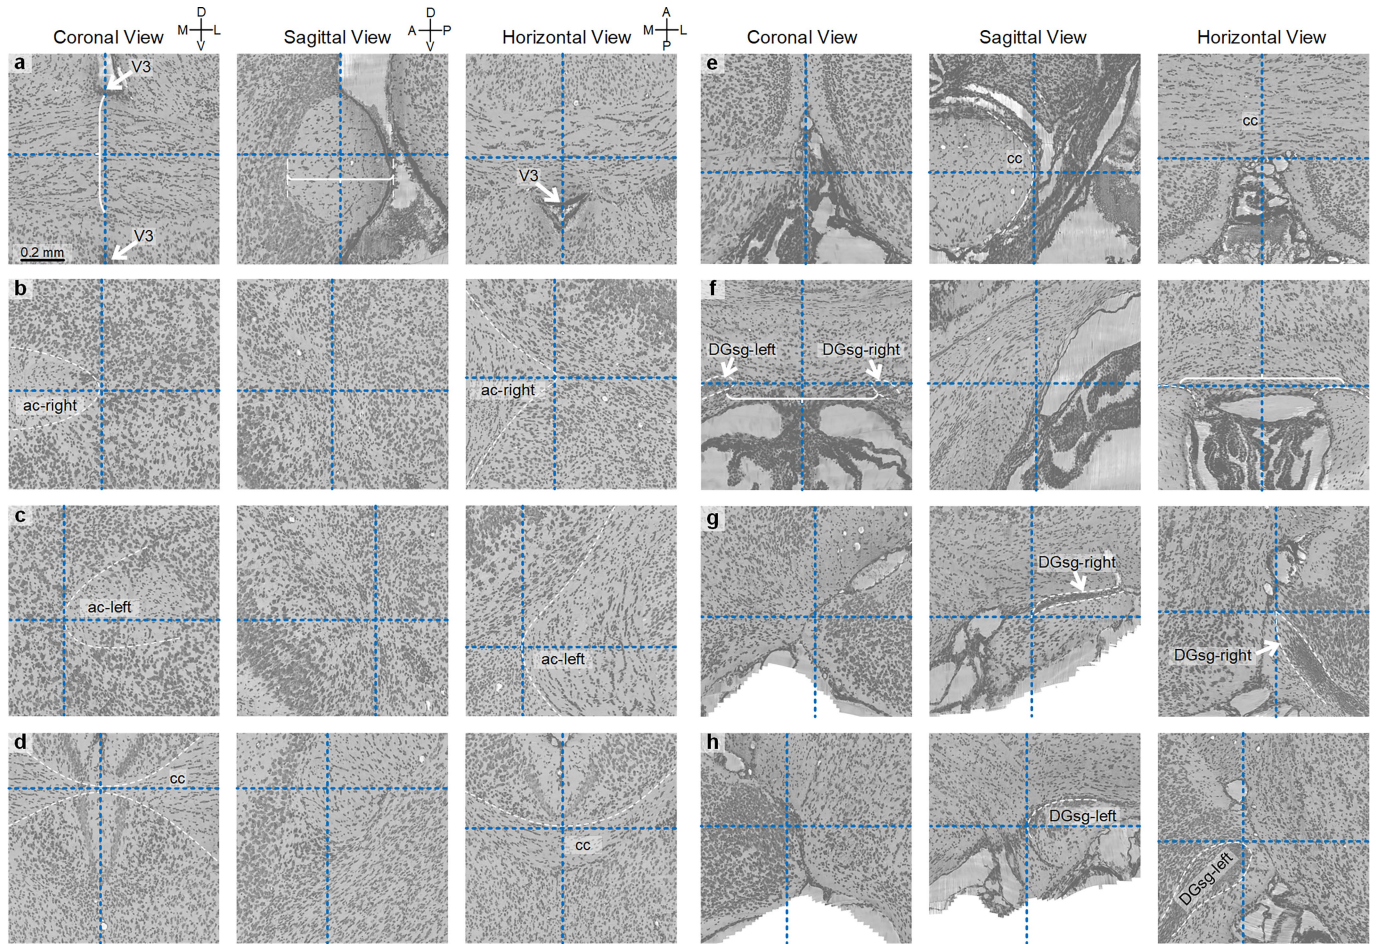 D
M L
V
D
A P
V
A
M L
P
Coronal View Sagittal View Horizontal View Coronal View Sagittal View Horizontal View
a
V3
V3
0.2 mm
V3
e
cc
cc
b
ac-right
ac-right
f
DGsg-left DGsg-right
c
ac-left
ac-left
g
DGsg-right
DGsg-right
d
cc
cc
h
DGsg-left
DGsg-left